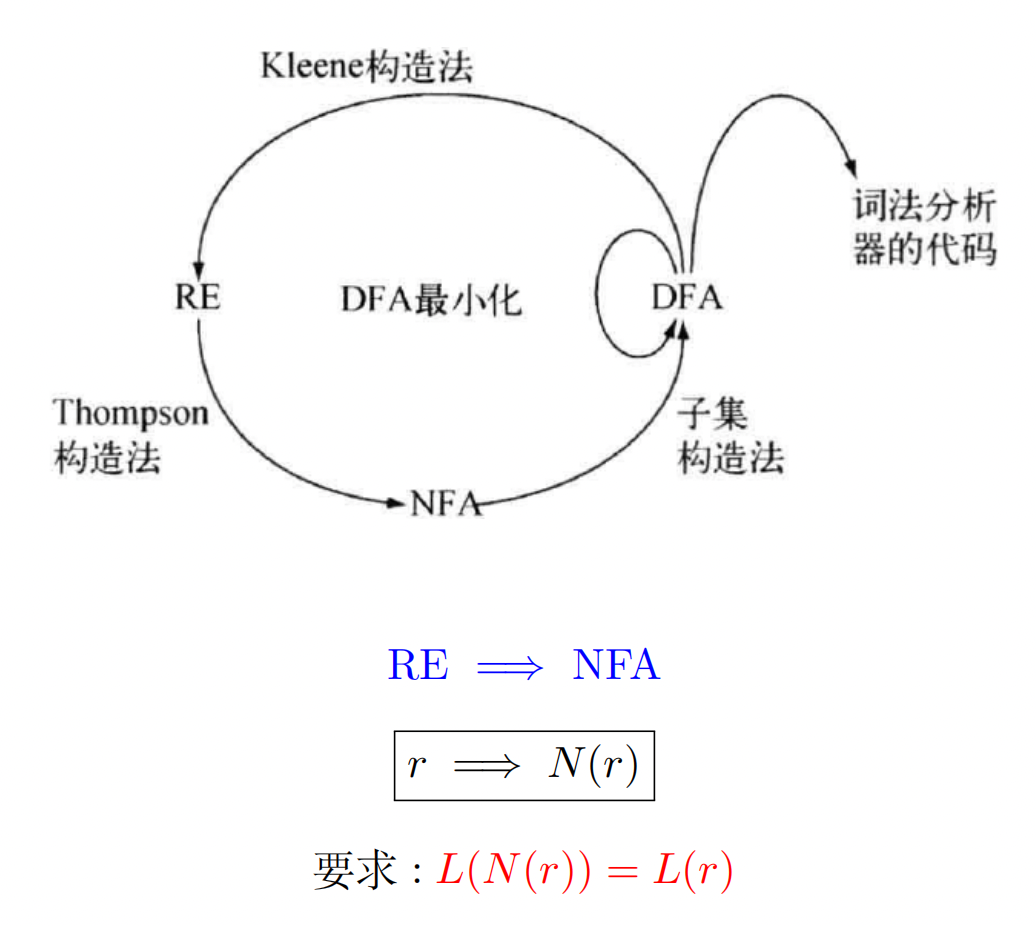 Kleene构造法
词法分析
器的代码
RE
DFA最小化
DFA
Thompson
构造法
子集
构造法
NFA
RE ⟹ NFA
r ⟹ N(r)
要求 : L(N(r)) = L(r)